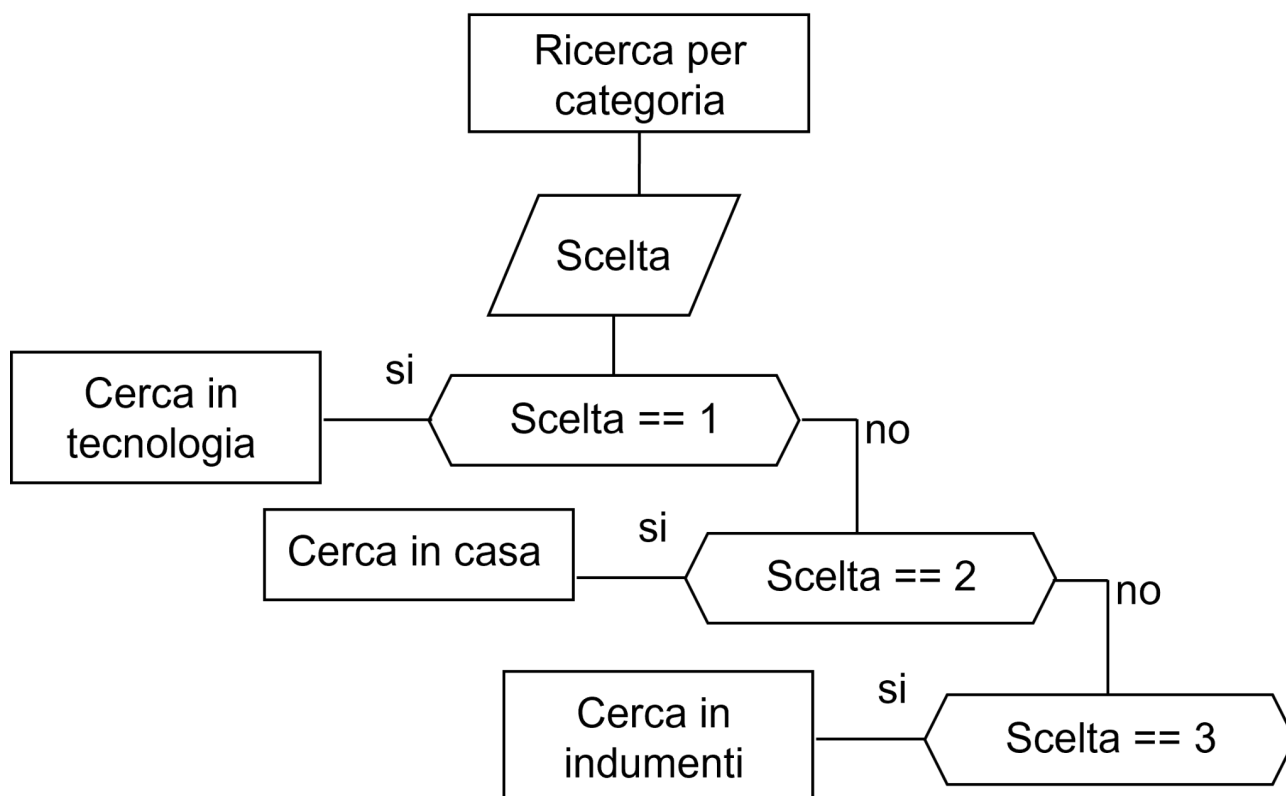 Ricerca per
categoria
Scelta
si
Cerca in
tecnologia
Scelta == 1
no
si
Cerca in casa
Scelta == 2
no
si
Cerca in
indumenti
Scelta == 3